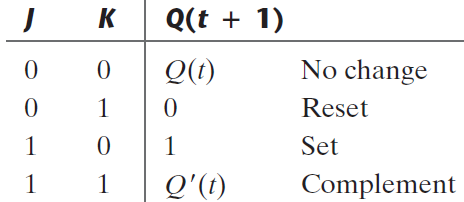 J K Q(t + 1)
0 0 Q(t) No change
0 1 0 Reset
1 0 1 Set
1 1 Q'(t) Complement